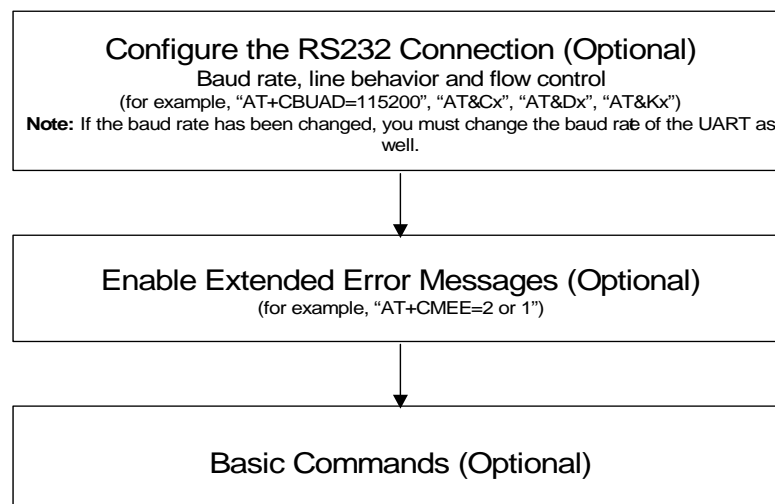 Configure the RS232 Connection (Optional)
Baud rate, line behavior and flow control
(for example, “AT+CBUAD=115200”, “AT&Cx”, “AT&Dx”, “AT&Kx”)
Note: If the baud rate has been changed, you must change the baud rate of the UART as
well.
Enable Extended Error Messages (Optional)
(for example, “AT+CMEE=2 or 1”)
Basic Commands (Optional)